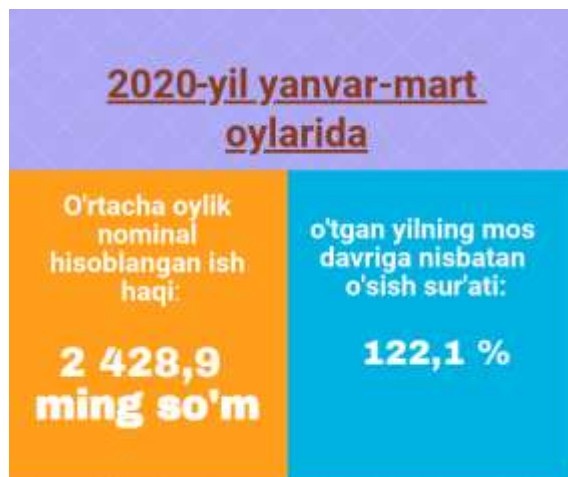 2020-yil yanvar-mart
oylarida
O'rtacha oylik
nominal
hisoblangan ish
haqi:
2 428,9
ming so'm
o'tgan yilning mos
davriga nisbatan
o'sish sur'ati:
122,1 %